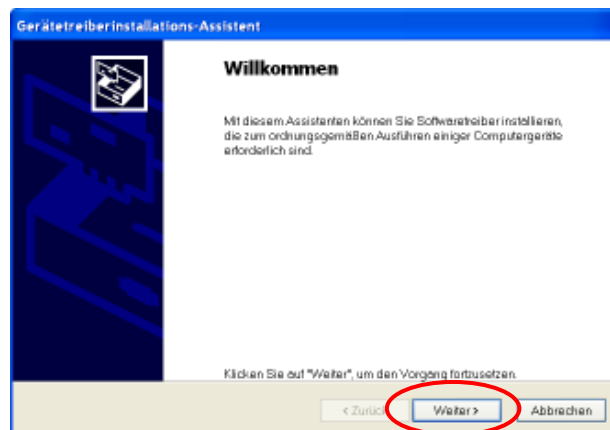 Gerätetreiberinstallations-Assistent
Willkommen
Mit diesem Assistenten können Sie Softwaretreiber installieren,
die zum ordnungsgemäßen Ausführen einiger Computergeräte
erforderlich sind.
Klicken Sie auf "Weiter", um den Vorgang fortzusetzen.
< Zurück Weiter > Abbrechen